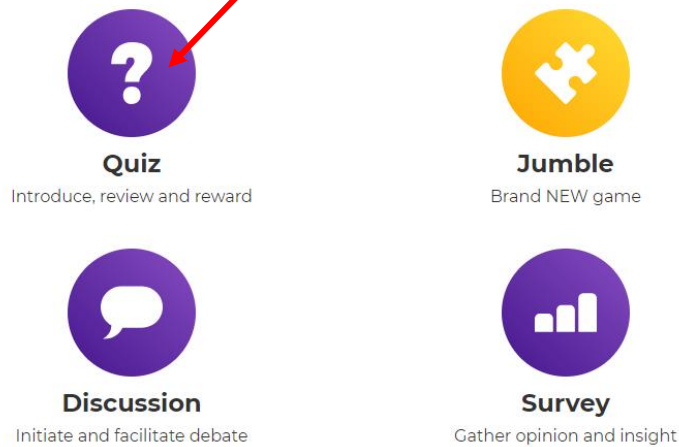 Quiz
Introduce, review and reward
Jumble
Brand NEW game
Discussion
Initiate and facilitate debate
Survey
Gather opinion and insight